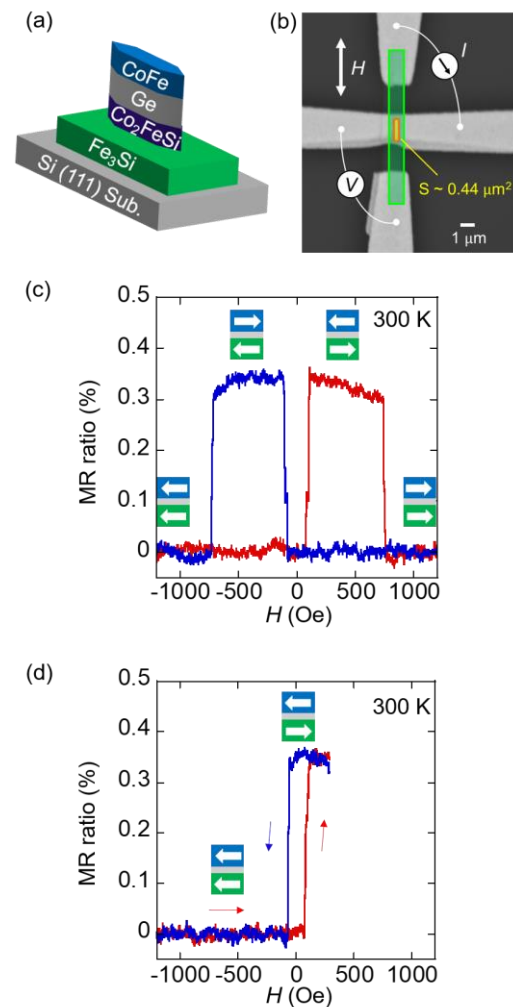 (a)
CoFe
Ge
Co₂FeSi
Fe₃Si
Si (111) Sub.
(b)
H
I
V
S ~ 0.44 μm²
1 μm
(c)
0.5
0.4
0.3
0.2
0.1
0
MR ratio (%)
300 K
-1000 -500 0 500 1000
H (Oe)
(d)
0.5
0.4
0.3
0.2
0.1
0
MR ratio (%)
300 K
-1000 -500 0 500 1000
H (Oe)